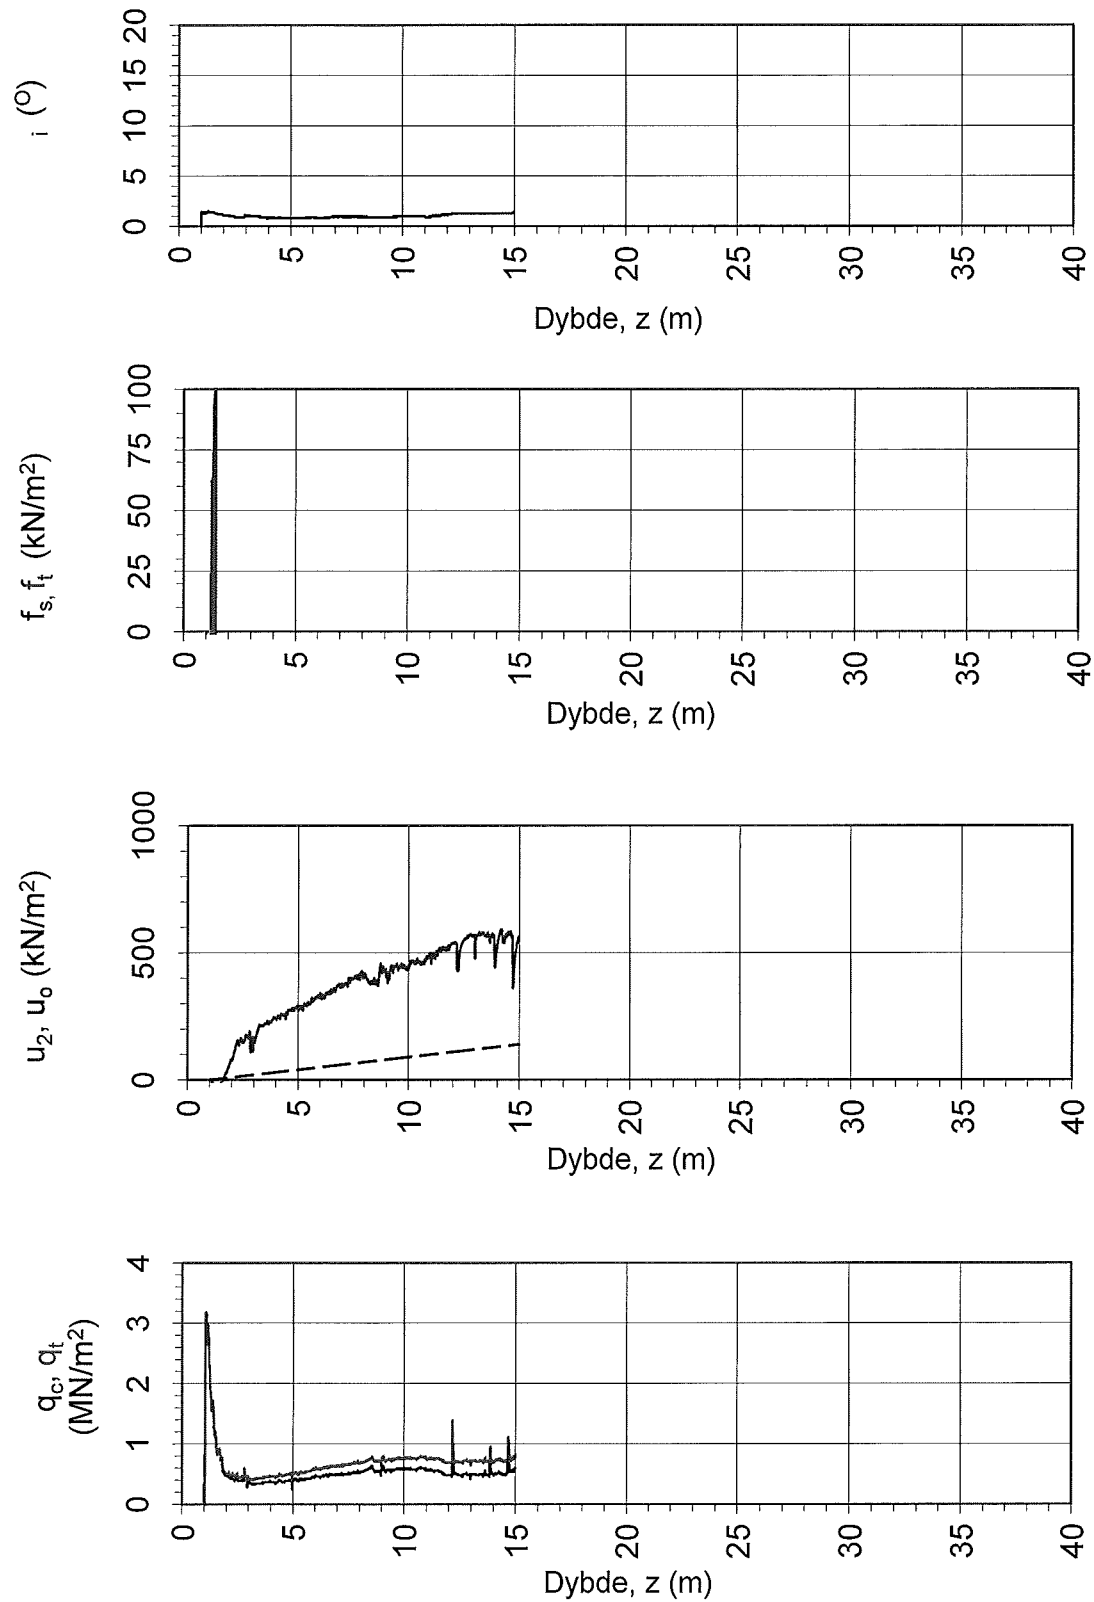 i (°)
20
15
10
5
0
0 5 10 15 20 25 30 35 40
Dybde, z (m)
fs, ft (kN/m²)
100
75
50
25
0
0 5 10 15 20 25 30 35 40
Dybde, z (m)
u₂, uₒ (kN/m²)
1000
500
0
0 5 10 15 20 25 30 35 40
Dybde, z (m)
qc, qt
(MN/m²)
4
3
2
1
0
0 5 10 15 20 25 30 35 40
Dybde, z (m)